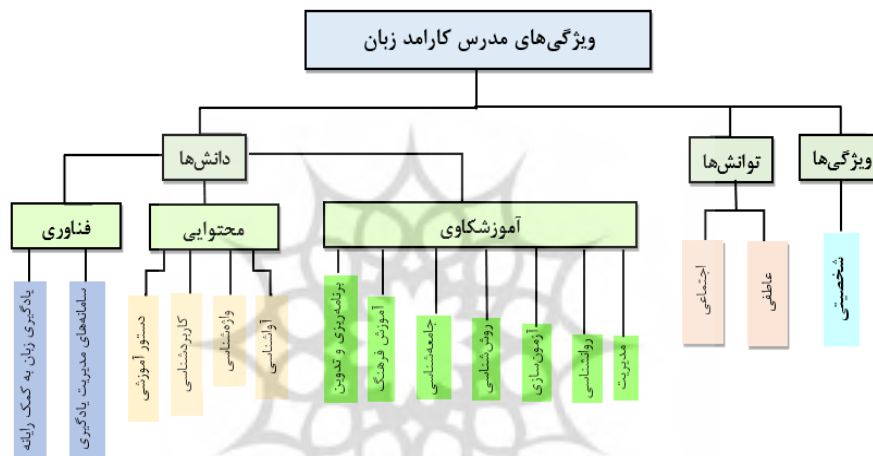 ویژگی‌های مدرس کارامد زبان
ویژگی‌ها
توانش‌ها
دانش‌ها
آموزشکاوی
محتوایی
فناوری
شخصیتی
عاطفی
اجتماعی
مدیریت
روانشناسی
آزمون‌سازی
روش‌شناسی
جامعه‌شناسی
آموزش فرهنگ
برنامه‌ریزی و تدوین
آواشناسی
واژه‌شناسی
کاربردشناسی
دستور آموزشی
سامانه‌های مدیریت یادگیری
یادگیری زبان به کمک رایانه